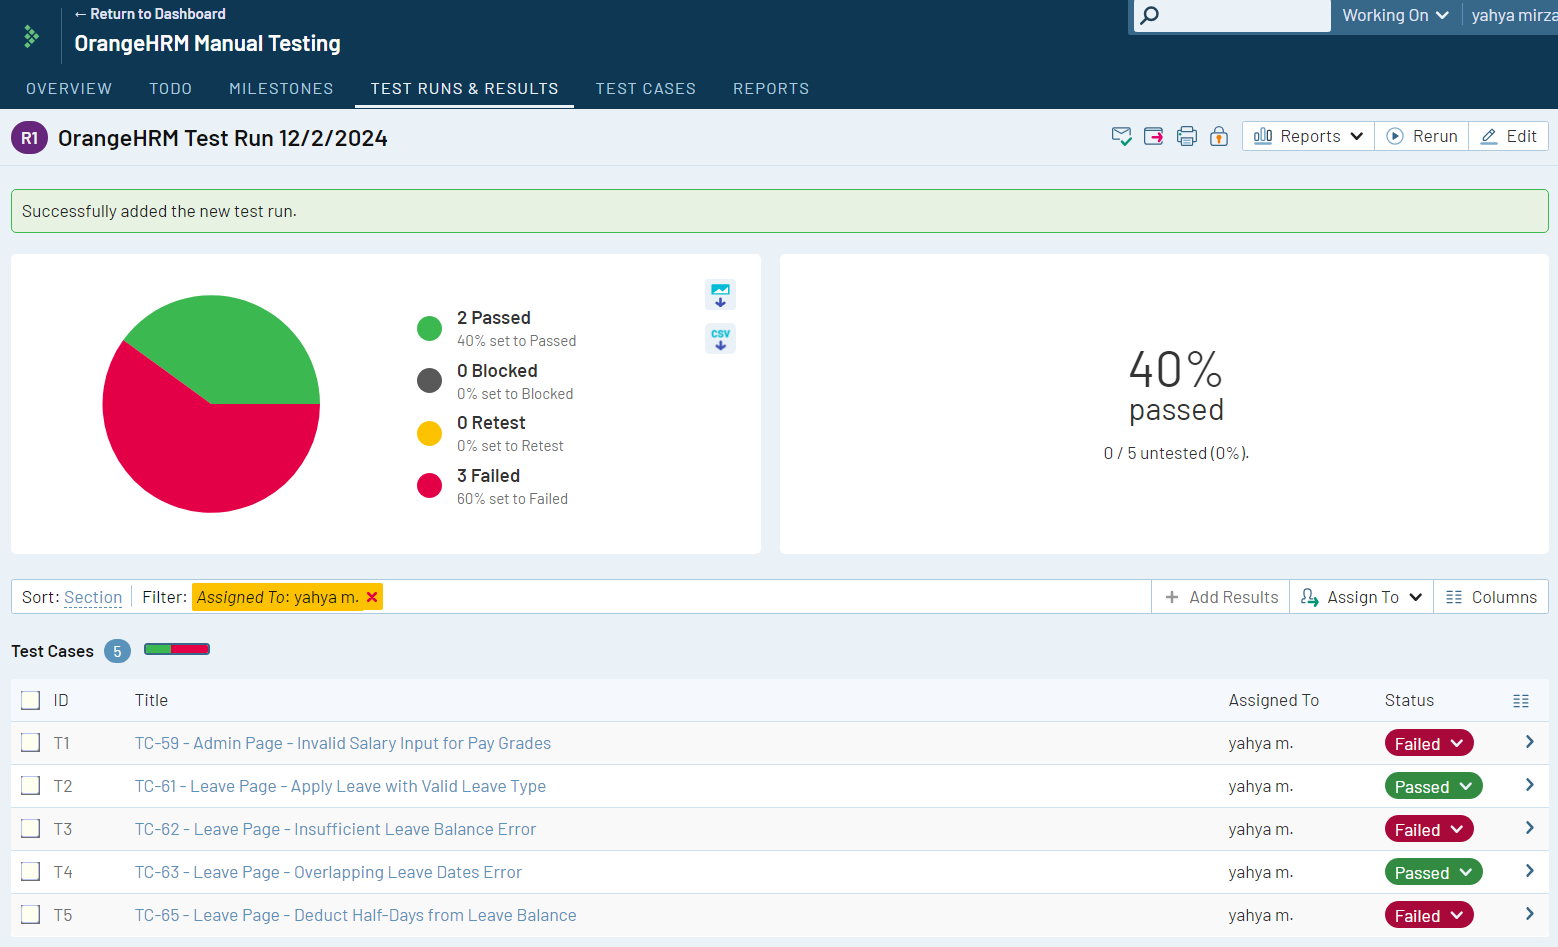 ← Return to Dashboard
OrangeHRM Manual Testing
Working On
yahya mirza
OVERVIEW TODO MILESTONES TEST RUNS & RESULTS TEST CASES REPORTS
R1 OrangeHRM Test Run 12/2/2024
Reports Rerun Edit
Successfully added the new test run.
2 Passed
40% set to Passed
0 Blocked
0% set to Blocked
0 Retest
0% set to Retest
3 Failed
60% set to Failed
CSV
40%
passed
0 / 5 untested (0%).
Sort: Section Filter: Assigned To: yahya m. Add Results Assign To Columns
Test Cases 5
ID Title Assigned To Status
T1 TC-59 - Admin Page - Invalid Salary Input for Pay Grades yahya m. Failed
T2 TC-61 - Leave Page - Apply Leave with Valid Leave Type yahya m. Passed
T3 TC-62 - Leave Page - Insufficient Leave Balance Error yahya m. Failed
T4 TC-63 - Leave Page - Overlapping Leave Dates Error yahya m. Passed
T5 TC-65 - Leave Page - Deduct Half-Days from Leave Balance yahya m. Failed